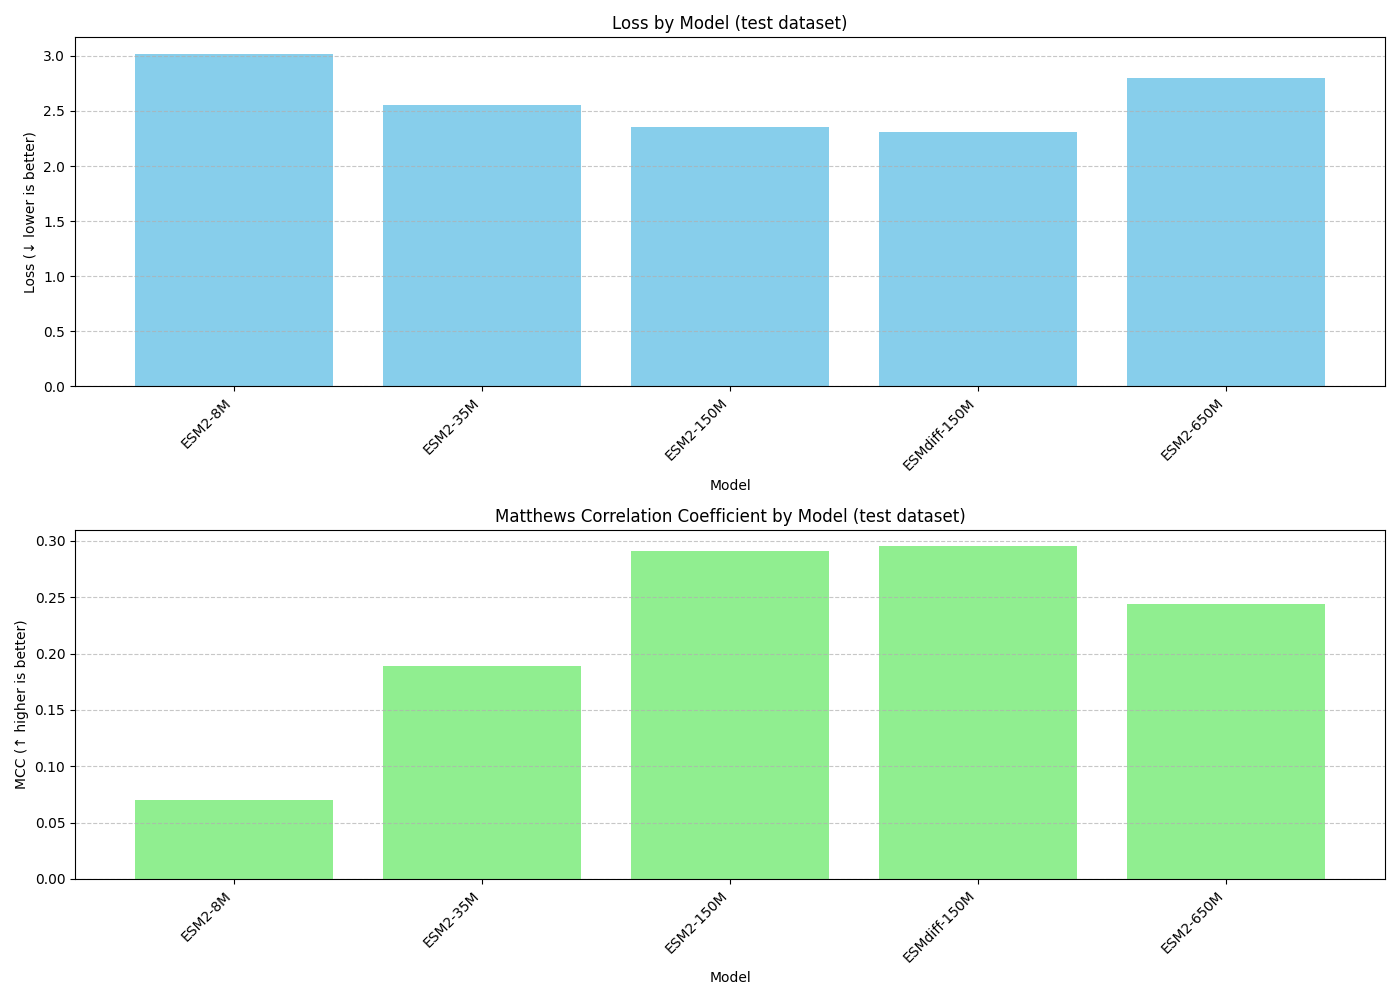 Loss by Model (test dataset)
Loss (↓ lower is better)
3.0
2.5
2.0
1.5
1.0
0.5
0.0
ESM2-8M
ESM2-35M
ESM2-150M
ESMdiff-150M
ESM2-650M
Model
Matthews Correlation Coefficient by Model (test dataset)
MCC (↑ higher is better)
0.30
0.25
0.20
0.15
0.10
0.05
0.00
ESM2-8M
ESM2-35M
ESM2-150M
ESMdiff-150M
ESM2-650M
Model